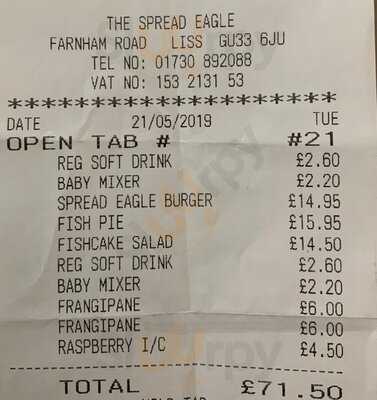 THE SPREAD EAGLE
FARNHAM ROAD LISS GU33 6JU
TEL NO: 01730 892088
VAT NO: 153 2131 53
********************
DATE 21/05/2019 TUE
OPEN TAB # #21
REG SOFT DRINK £2.60
BABY MIXER £2.20
SPREAD EAGLE BURGER £14.95
FISH PIE £15.95
FISHCAKE SALAD £14.50
REG SOFT DRINK £2.60
BABY MIXER £2.20
FRANGIPANE £6.00
FRANGIPANE £6.00
RASPBERRY I/C £4.50
TOTAL £71.50